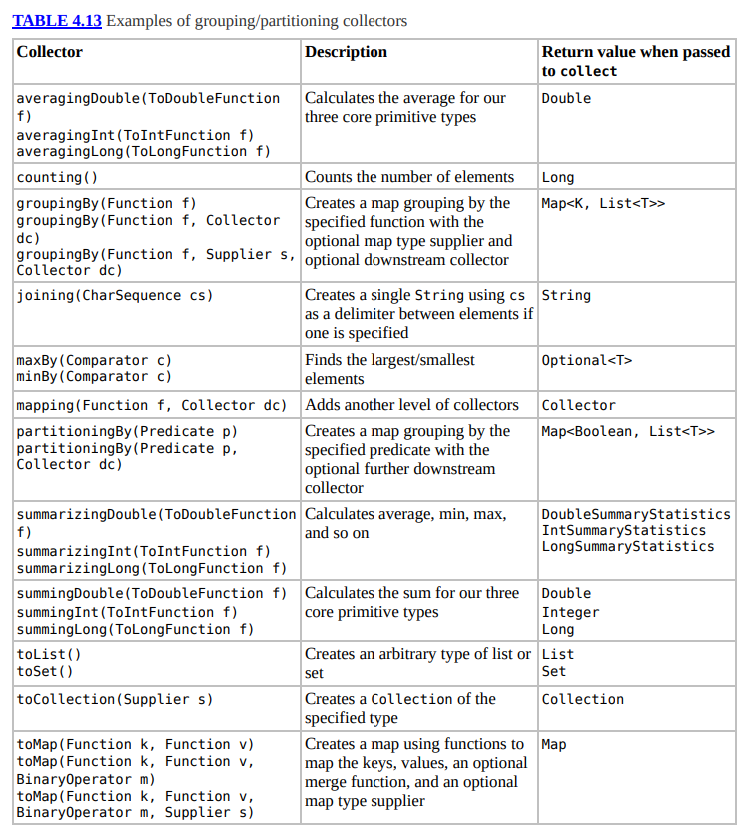 TABLE 4.13 Examples of grouping/partitioning collectors
Collector
Description
Return value when passed
to collect
averagingDouble(ToDoubleFunction
f)
averagingInt(ToIntFunction f)
averagingLong(ToLongFunction f)
Calculates the average for our
three core primitive types
Double
counting()
Counts the number of elements
Long
groupingBy(Function f)
groupingBy(Function f, Collector
dc)
groupingBy(Function f, Supplier s,
Collector dc)
Creates a map grouping by the
specified function with the
optional map type supplier and
optional downstream collector
Map<K, List<T>>
joining(CharSequence cs)
Creates a single String using cs
as a delimiter between elements if
one is specified
String
maxBy(Comparator c)
minBy(Comparator c)
Finds the largest/smallest
elements
Optional<T>
mapping(Function f, Collector dc)
Adds another level of collectors
Collector
partitioningBy(Predicate p)
partitioningBy(Predicate p,
Collector dc)
Creates a map grouping by the
specified predicate with the
optional further downstream
collector
Map<Boolean, List<T>>
summarizingDouble(ToDoubleFunction
f)
summarizingInt(ToIntFunction f)
summarizingLong(ToLongFunction f)
Calculates average, min, max,
and so on
DoubleSummaryStatistics
IntSummaryStatistics
LongSummaryStatistics
summingDouble(ToDoubleFunction f)
summingInt(ToIntFunction f)
summingLong(ToLongFunction f)
Calculates the sum for our three
core primitive types
Double
Integer
Long
toList()
toSet()
Creates an arbitrary type of list or
set
List
Set
toCollection(Supplier s)
Creates a Collection of the
specified type
Collection
toMap(Function k, Function v)
toMap(Function k, Function v,
BinaryOperator m)
toMap(Function k, Function v,
BinaryOperator m, Supplier s)
Creates a map using functions to
map the keys, values, an optional
merge function, and an optional
map type supplier
Map